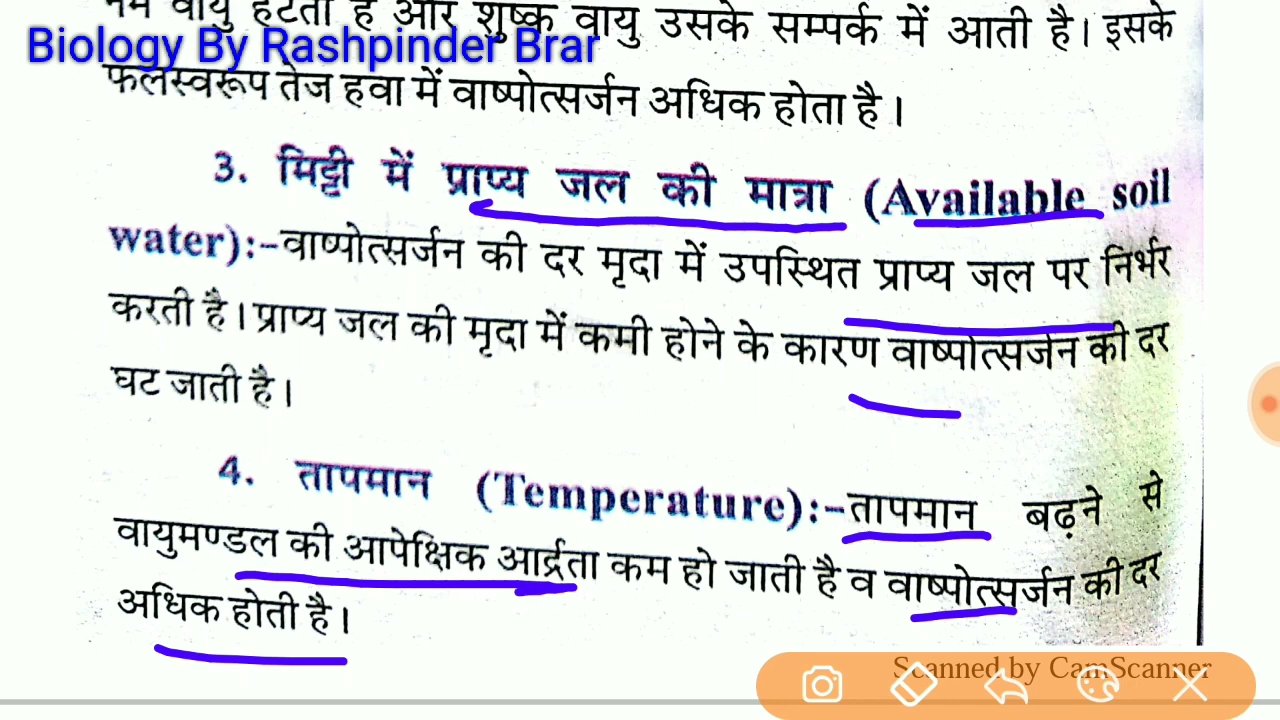 नम वायु हटती है और शुष्क वायु उसके सम्पर्क में आती है। इसके
Biology By Rashpinder Brar
फलस्वरूप तेज हवा में वाष्पोत्सर्जन अधिक होता है।
3. मिट्टी में प्राप्य जल की मात्रा (Available soil
water):-वाष्पोत्सर्जन की दर मृदा में उपस्थित प्राप्य जल पर निर्भर
करती है। प्राप्य जल की मृदा में कमी होने के कारण वाष्पोत्सर्जन की दर
घट जाती है।
4. तापमान (Temperature):-तापमान बढ़ने से
वायुमण्डल की आपेक्षिक आर्द्रता कम हो जाती है व वाष्पोत्सर्जन की दर
अधिक होती है।
Scanned by CamScanner